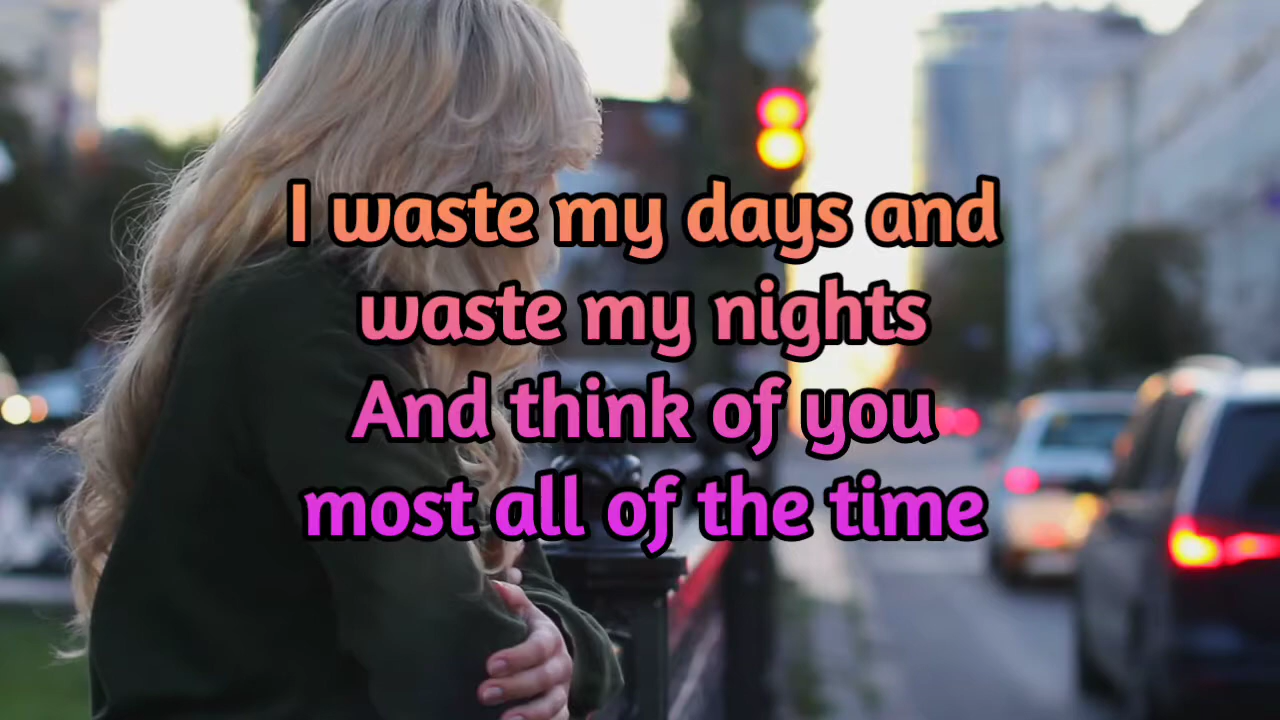 I waste my days and
waste my nights
And think of you
most all of the time